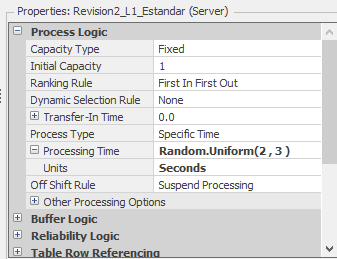 Properties: Revision2_L1_Estandar (Server)
Process Logic
Capacity Type Fixed
Initial Capacity 1
Ranking Rule First In First Out
Dynamic Selection Rule None
Transfer-In Time 0.0
Process Type Specific Time
Processing Time Random.Uniform(2 , 3 )
Units Seconds
Off Shift Rule Suspend Processing
Other Processing Options
Buffer Logic
Reliability Logic
Table Row Referencing